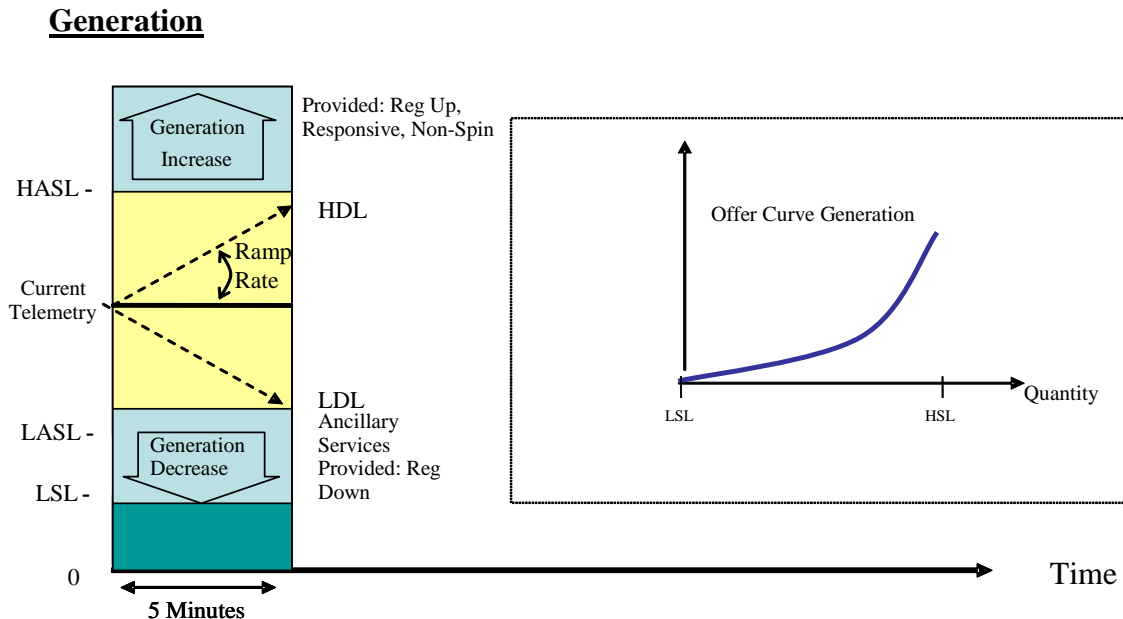 Generation
Provided: Reg Up,
Responsive, Non-Spin
Generation
Increase
HASL -
HDL
Offer Curve Generation
Ramp
Rate
Current
Telemetry
Quantity
LSL
HSL
LDL
Ancillary
Services
Provided: Reg
Down
LASL -
Generation
Decrease
LSL -
0
Time
5 Minutes